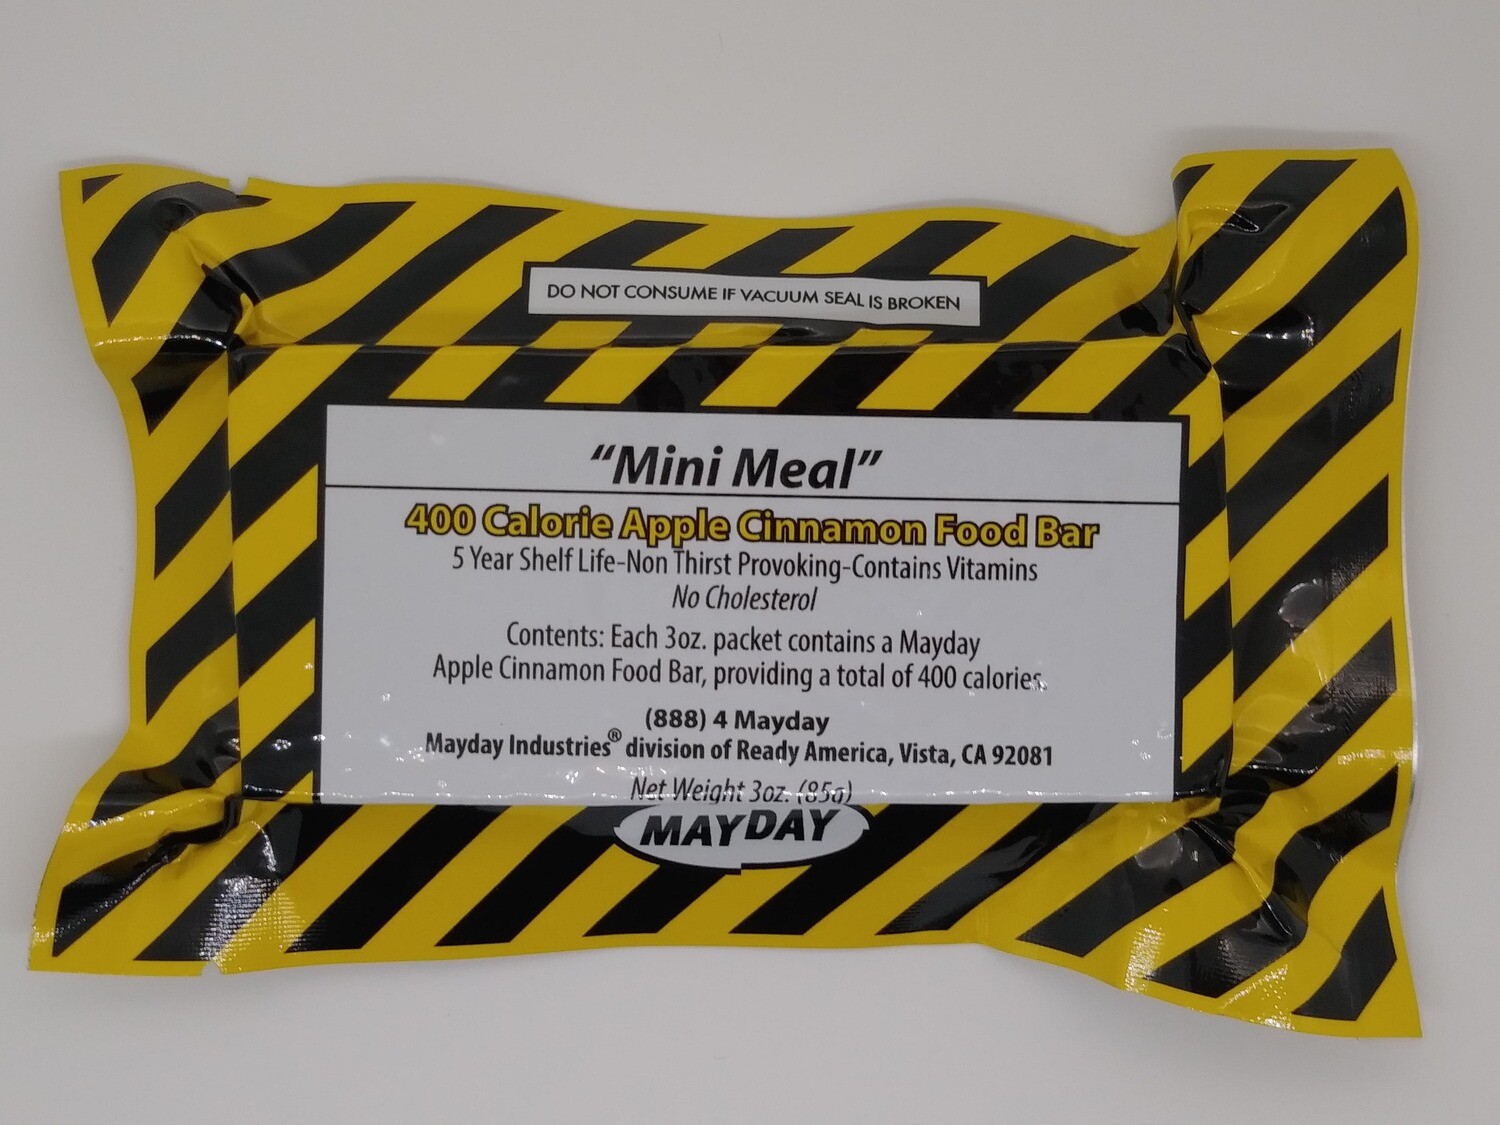 DO NOT CONSUME IF VACUUM SEAL IS BROKEN
“Mini Meal”
400 Calorie Apple Cinnamon Food Bar
5 Year Shelf Life-Non Thirst Provoking-Contains Vitamins
No Cholesterol
Contents: Each 3oz. packet contains a Mayday
Apple Cinnamon Food Bar, providing a total of 400 calories.
(888) 4 Mayday
Mayday Industries® division of Ready America, Vista, CA 92081
Net Weight 3oz. (85g)
MAYDAY